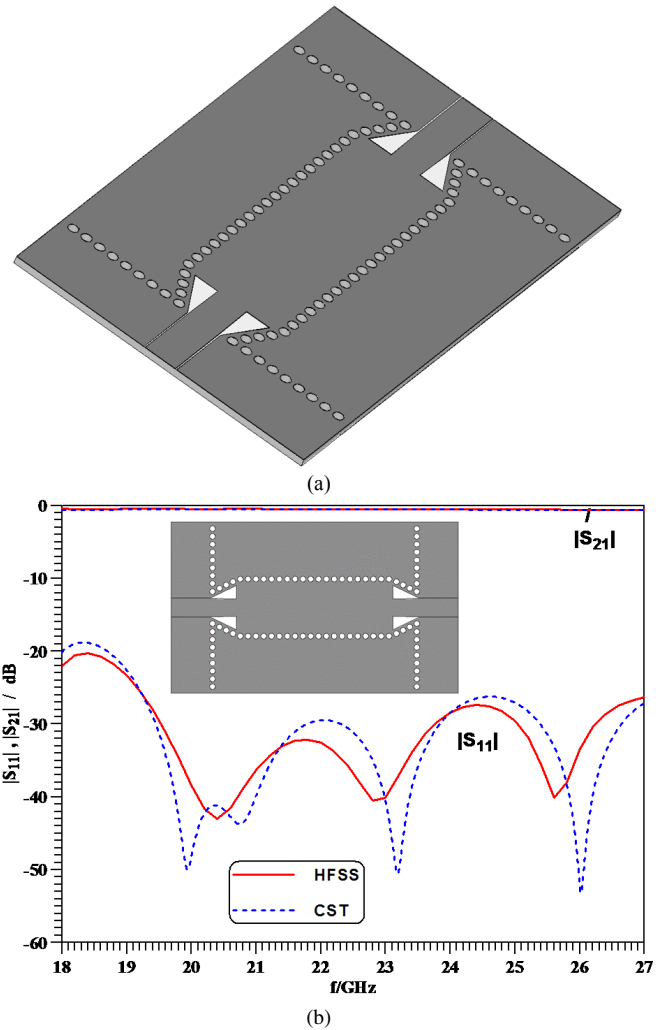 (a)
0
-10
-20
-30
-40
-50
-60
|S11|, |S21| / dB
|S21|
|S11|
HFSS
CST
18 19 20 21 22 23 24 25 26 27
f/GHz
(b)